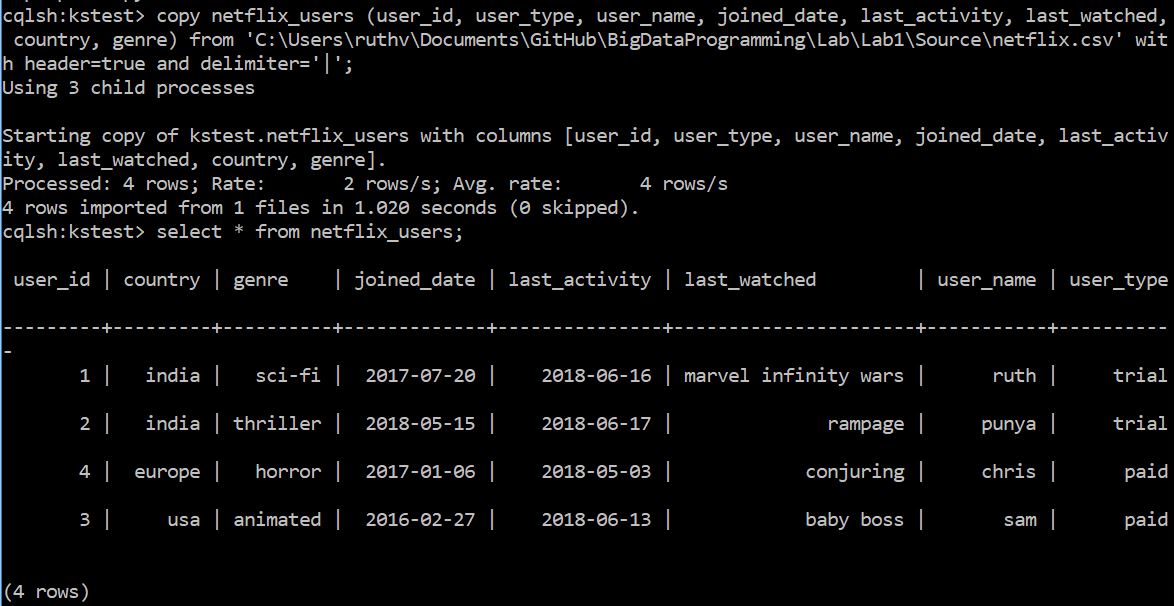 cqlsh:kstest> copy netflix_users (user_id, user_type, user_name, joined_date, last_activity, last_watched,
 country, genre) from 'C:\Users\ruthv\Documents\GitHub\BigDataProgramming\Lab\Lab1\Source\netflix.csv' wit
h header=true and delimiter='|';
Using 3 child processes

Starting copy of kstest.netflix_users with columns [user_id, user_type, user_name, joined_date, last_activ
ity, last_watched, country, genre].
Processed: 4 rows; Rate:       2 rows/s; Avg. rate:       4 rows/s
4 rows imported from 1 files in 1.020 seconds (0 skipped).
cqlsh:kstest> select * from netflix_users;

 user_id | country | genre    | joined_date | last_activity | last_watched         | user_name | user_type

---------+---------+----------+-------------+---------------+----------------------+-----------+----------
-
       1 |   india |   sci-fi |  2017-07-20 |    2018-06-16 | marvel infinity wars |      ruth |     trial

       2 |   india | thriller |  2018-05-15 |    2018-06-17 |              rampage |     punya |     trial

       4 |  europe |   horror |  2017-01-06 |    2018-05-03 |            conjuring |     chris |      paid

       3 |     usa | animated |  2016-02-27 |    2018-06-13 |            baby boss |       sam |      paid


(4 rows)